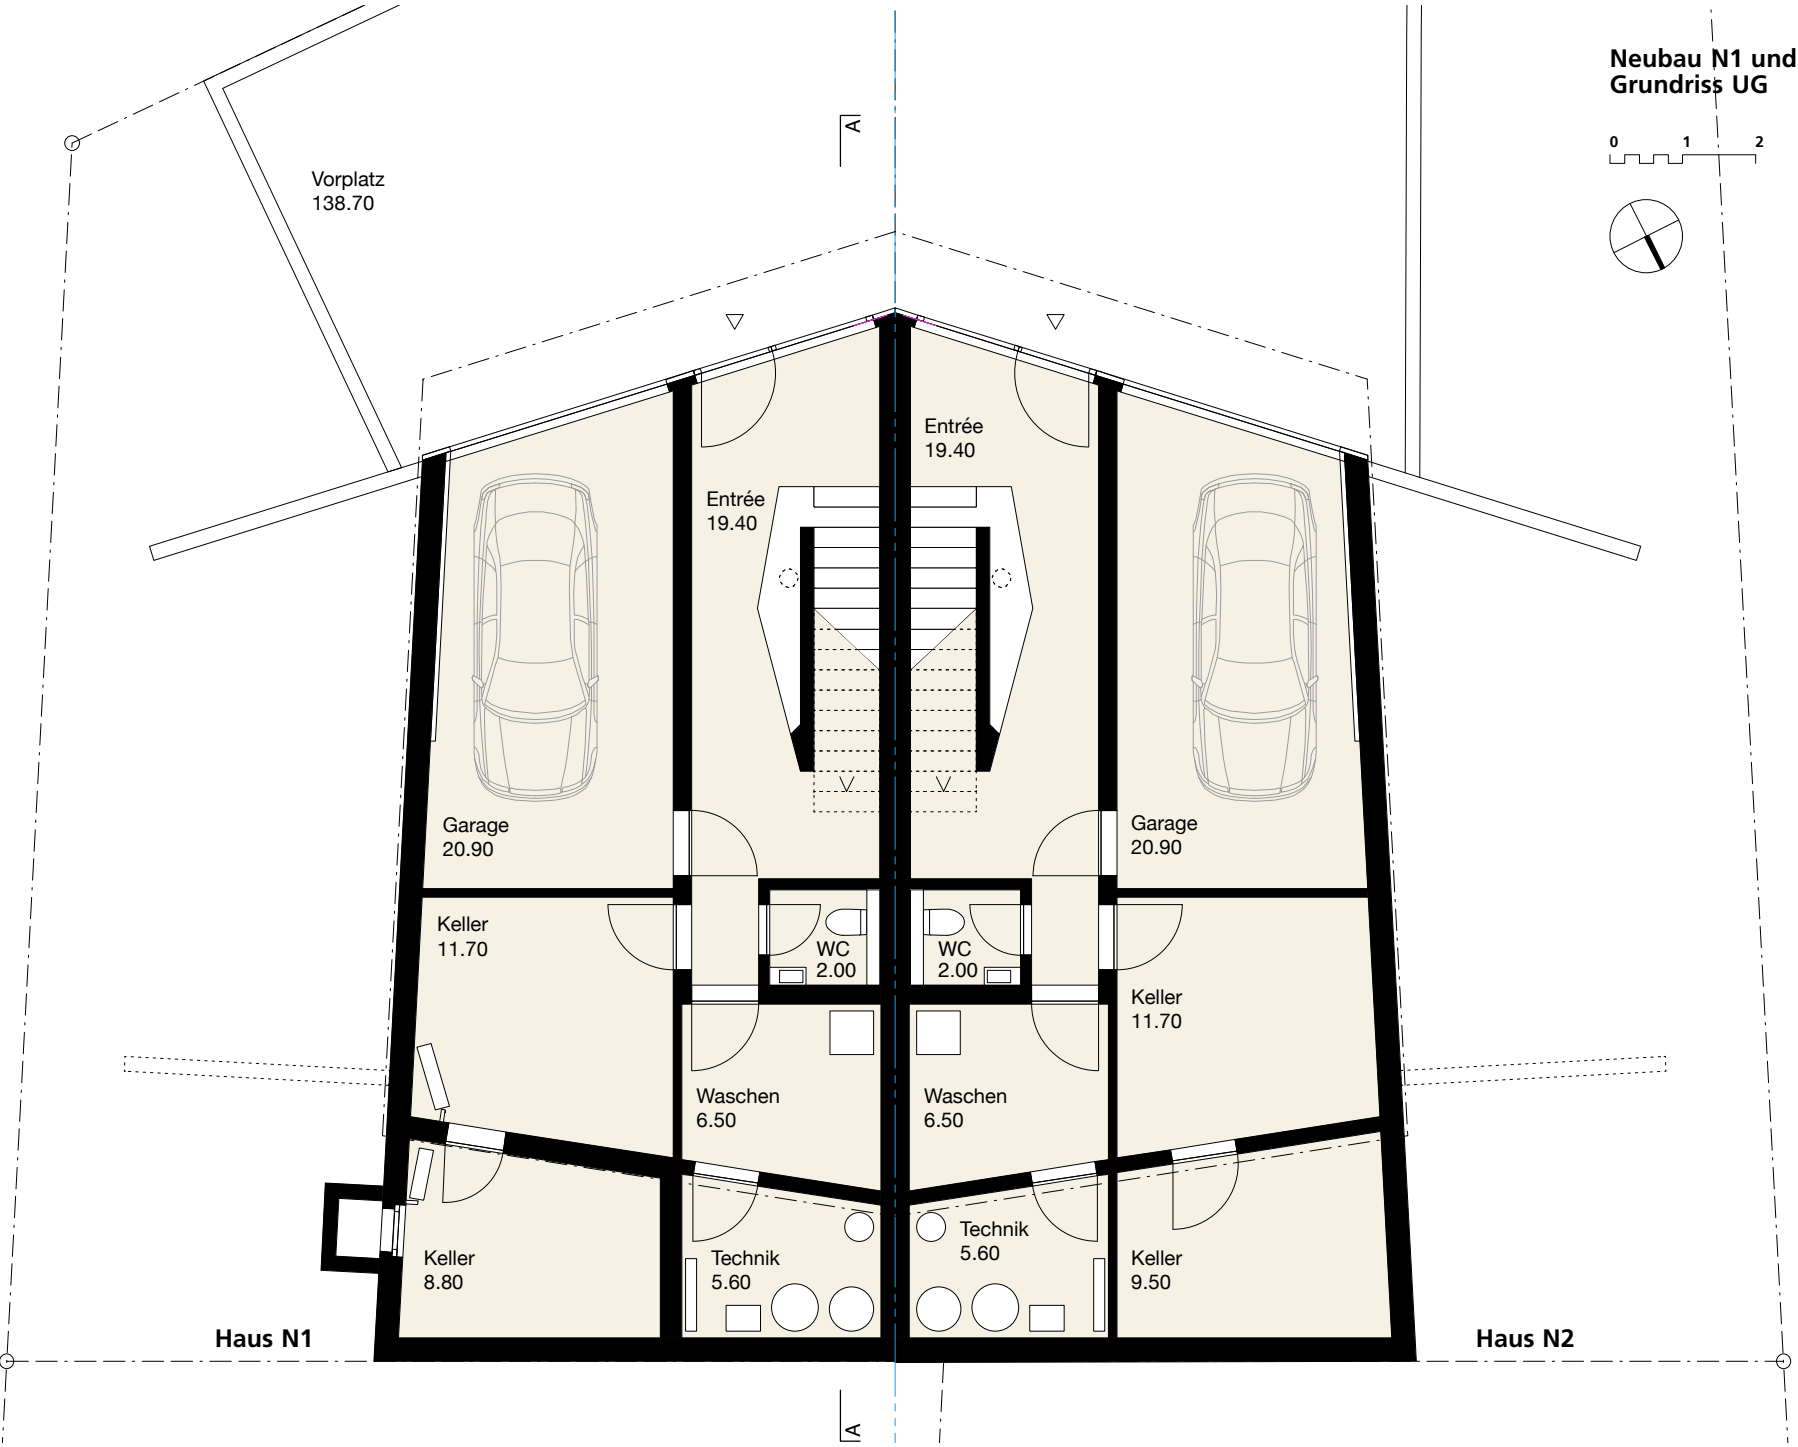 Neubau N1 und
Grundriss UG
0 1 2
A
Vorplatz
138.70
Entrée
19.40
Entrée
19.40
Garage
20.90
Garage
20.90
Keller
11.70
WC
2.00
WC
2.00
Keller
11.70
Waschen
6.50
Waschen
6.50
Technik
5.60
Keller
8.80
Technik
5.60
Keller
9.50
Haus N1
Haus N2
A